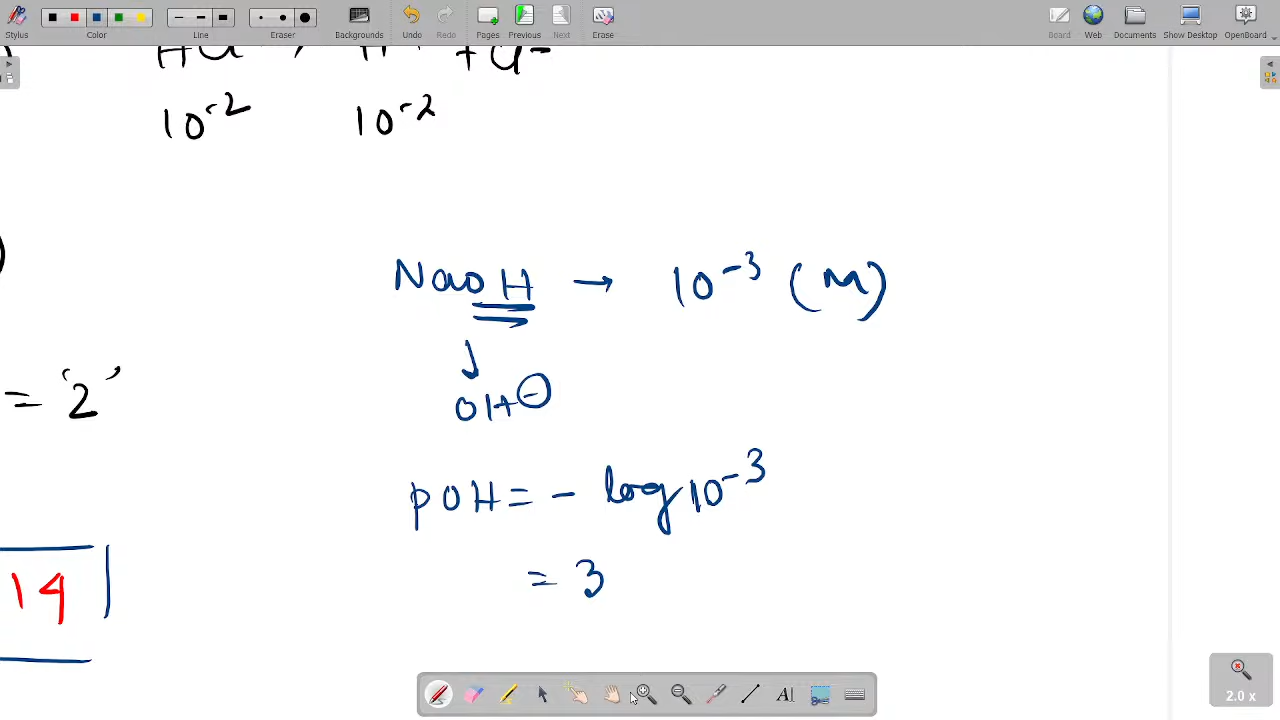 Stylus Color Line Eraser Backgrounds Undo Redo Pages Previous Next Erase Board Web Documents Show Desktop OpenBoard
10⁻² 10⁻²
NaOH → 10⁻³ (M)
= '2'
↓
OH⊖
pOH = - log 10⁻³
= 3
14
2.0 x